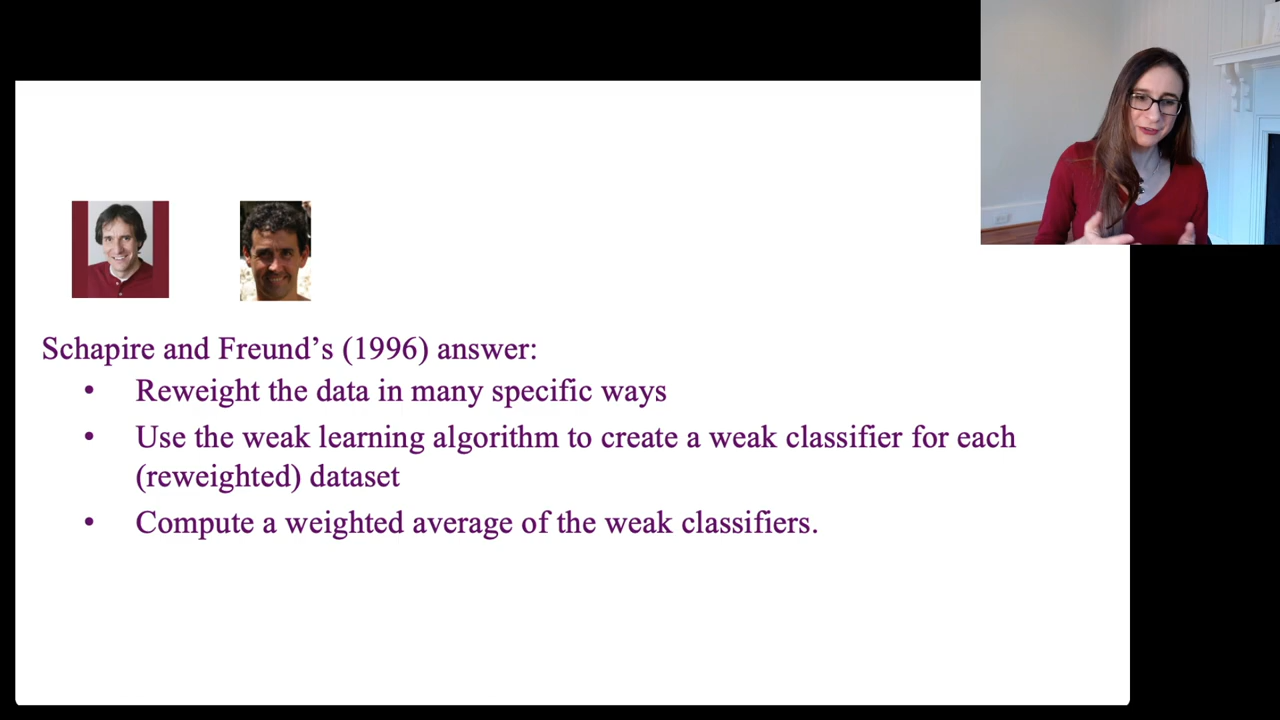 Schapire and Freund’s (1996) answer:
• Reweight the data in many specific ways
• Use the weak learning algorithm to create a weak classifier for each
(reweighted) dataset
• Compute a weighted average of the weak classifiers.